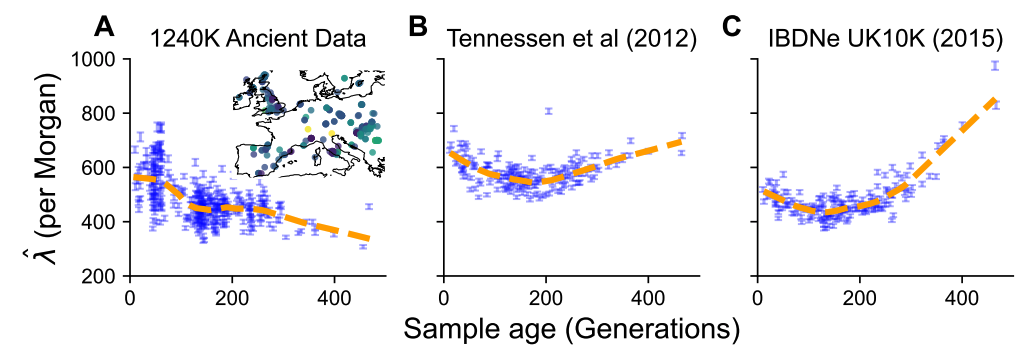 A
1240K Ancient Data
B
Tennessen et al (2012)
C
IBDNe UK10K (2015)
λ̂ (per Morgan)
1000
800
600
400
200
0
200
400
0
200
400
0
200
400
Sample age (Generations)